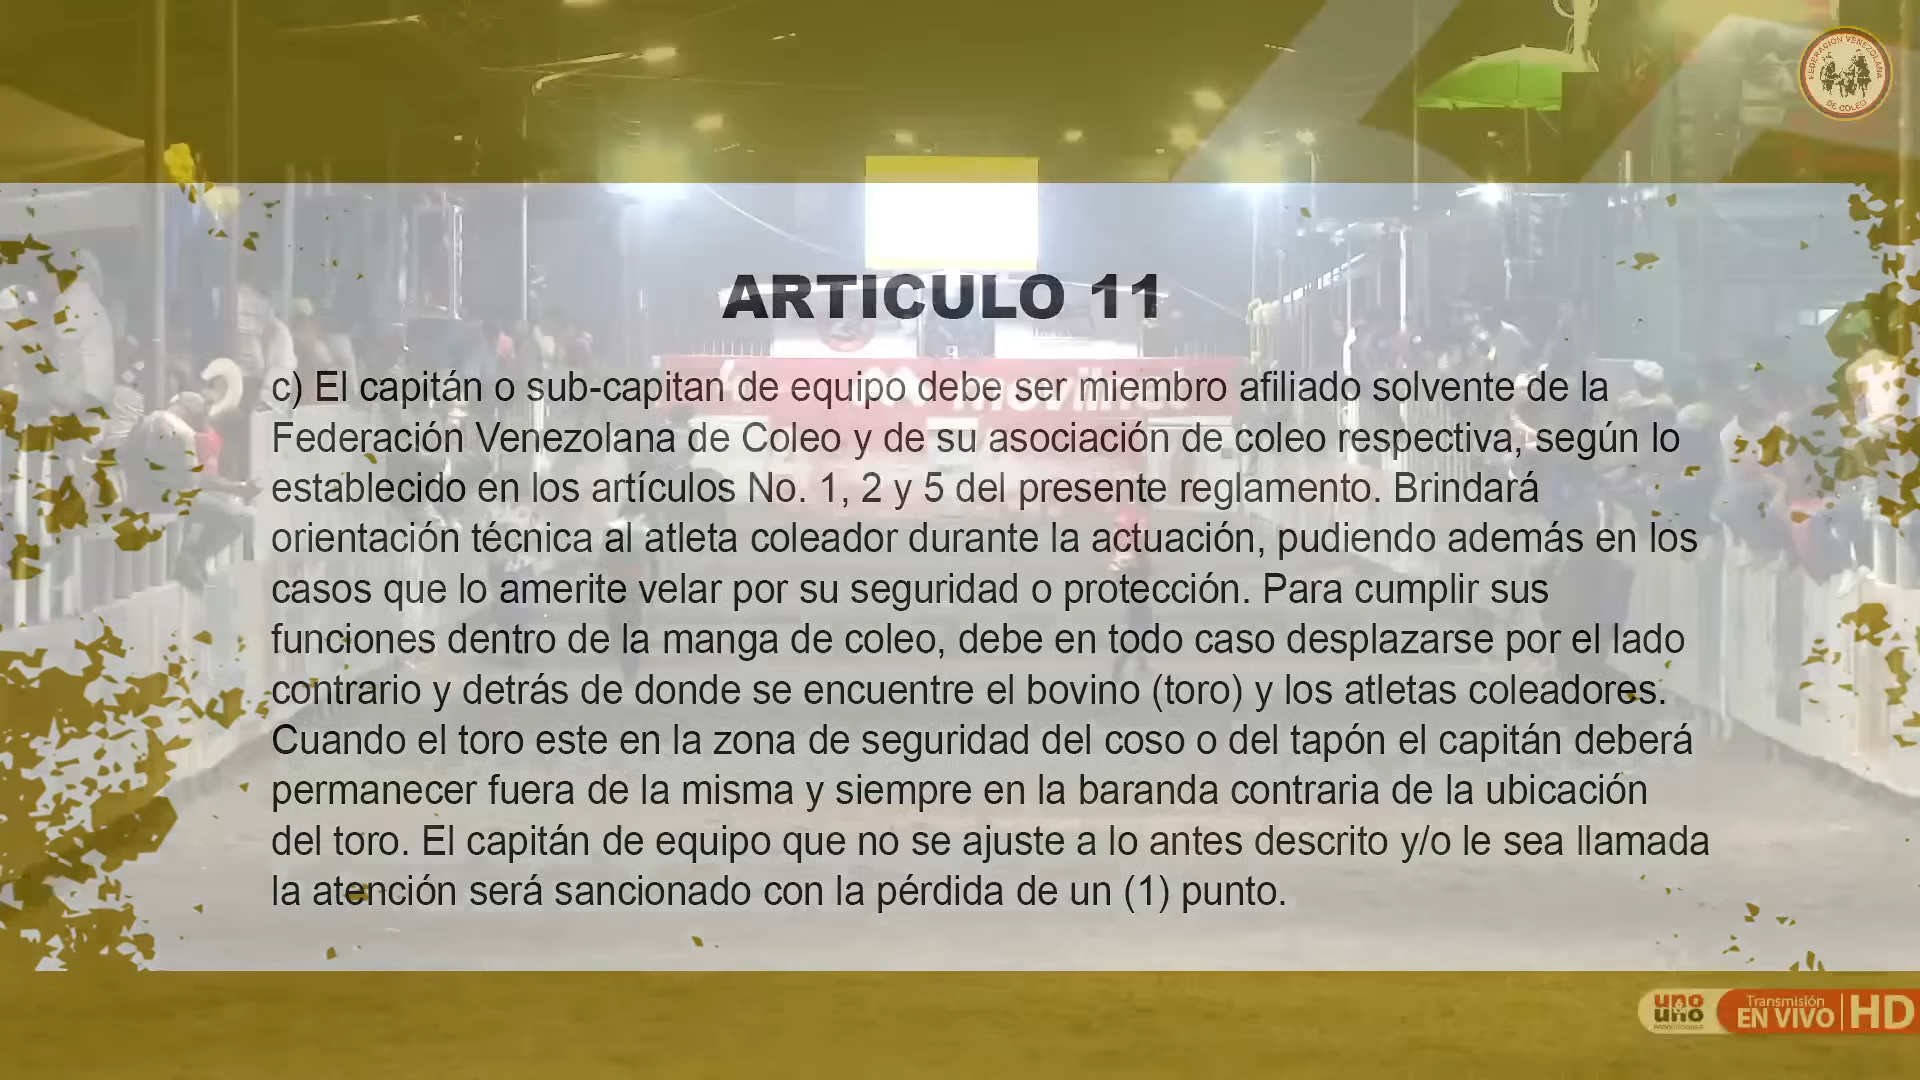 FEDERACIÓN VENEZOLANA
DE COLEO
ARTICULO 11
c) El capitán o sub-capitan de equipo debe ser miembro afiliado solvente de la
Federación Venezolana de Coleo y de su asociación de coleo respectiva, según lo
establecido en los artículos No. 1, 2 y 5 del presente reglamento. Brindará
orientación técnica al atleta coleador durante la actuación, pudiendo además en los
casos que lo amerite velar por su seguridad o protección. Para cumplir sus
funciones dentro de la manga de coleo, debe en todo caso desplazarse por el lado
contrario y detrás de donde se encuentre el bovino (toro) y los atletas coleadores.
Cuando el toro este en la zona de seguridad del coso o del tapón el capitán deberá
permanecer fuera de la misma y siempre en la baranda contraria de la ubicación
del toro. El capitán de equipo que no se ajuste a lo antes descrito y/o le sea llamada
la atención será sancionado con la pérdida de un (1) punto.
movilnet
uno
uno
Transmisión
EN VIVO
HD